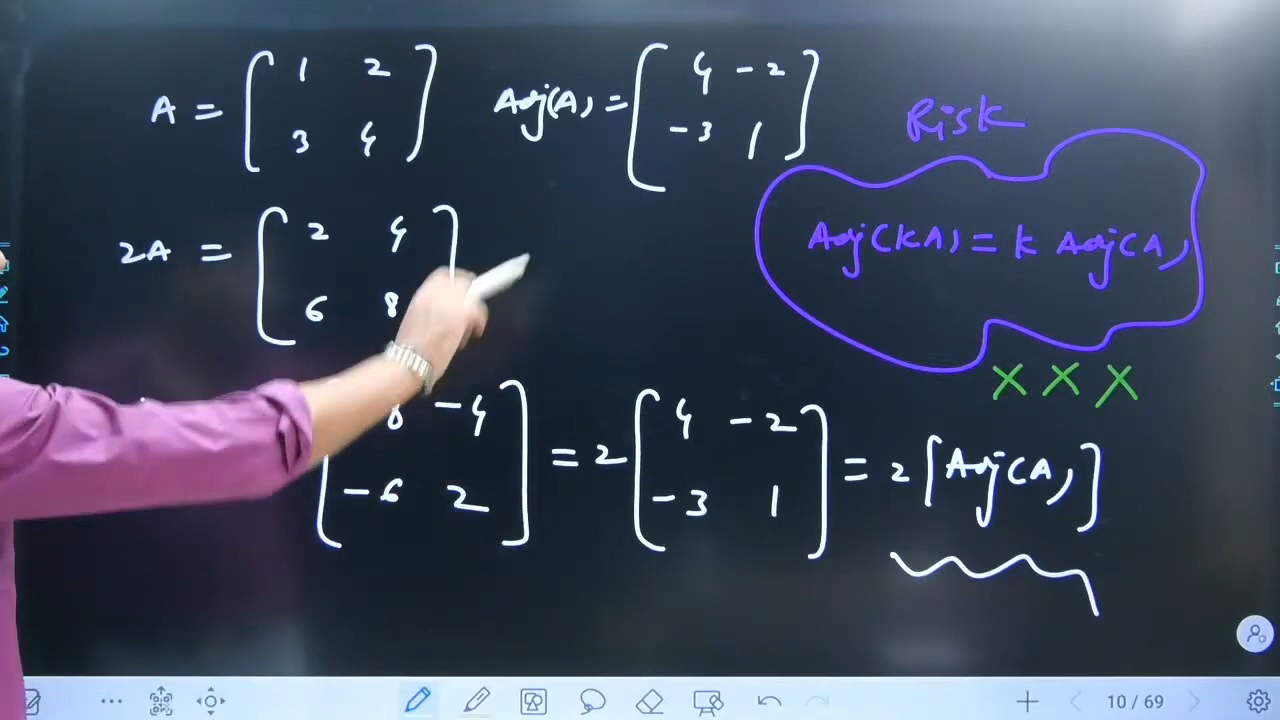 A = [ 1 2 Adj(A) = [ 4 -2
3 4 ] -3 1 ]
Risk
2A = [ 2 4
6 8
Adj(KA) = K Adj(A)
X X X
8 -4 ] = 2 [ 4 -2 ] = 2 [Adj(A)]
-6 2 -3 1
10/69